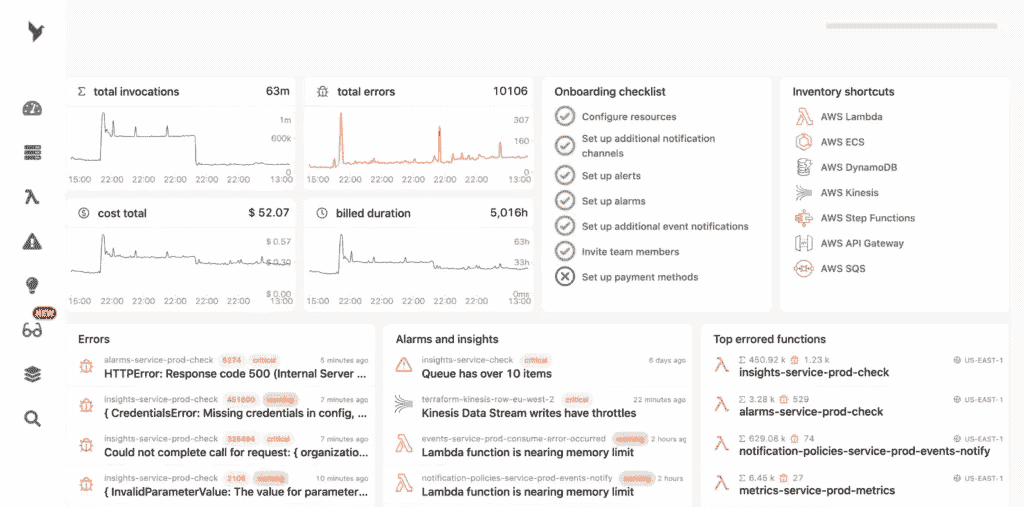 total invocations 63m
1m
600k
0
15:00 22:00 22:00 22:00 22:00 13:00
total errors 10106
307
160
0
15:00 22:00 22:00 22:00 22:00 13:00
cost total $ 52.07
$ 0.57
$ 0.30
$ 0.00
15:00 22:00 22:00 22:00 22:00 13:00
billed duration 5,016h
63h
33h
0ms
15:00 22:00 22:00 22:00 22:00 13:00
Onboarding checklist
Configure resources
Set up additional notification
channels
Set up alerts
Set up alarms
Set up additional event notifications
Invite team members
Set up payment methods
Inventory shortcuts
AWS Lambda
AWS ECS
AWS DynamoDB
AWS Kinesis
AWS Step Functions
AWS API Gateway
AWS SQS
NEW
Errors
alarms-service-prod-check 5274 critical 5 minutes ago
HTTPError: Response code 500 (Internal Server ...
insights-service-prod-check warning 7 minutes ago
{ CredentialsError: Missing credentials in config, ...
insights-service-prod-check critical 7 minutes ago
Could not complete call for request: { organizatio...
insights-service-prod-check 2106 warning 10 minutes ago
{ InvalidParameterValue: The value for parameter...
Alarms and insights
insights-service-check critical 6 days ago
Queue has over 10 items
terraform-kinesis-row-eu-west-2 critical 22 minutes ago
Kinesis Data Stream writes have throttles
events-service-prod-consume-error-occurred warning 2 hours ag
Lambda function is nearing memory limit
notification-policies-service-prod-events-notify warning 2 hours
Lambda function is nearing memory limit
Top errored functions
Σ 450.92 k 1.23 k US-EAST-1
insights-service-prod-check
Σ 3.28 k 529 US-EAST-1
alarms-service-prod-check
Σ 629.08 k 74 US-EAST-1
notification-policies-service-prod-events-notify
Σ 6.45 k 27 US-EAST-1
metrics-service-prod-metrics